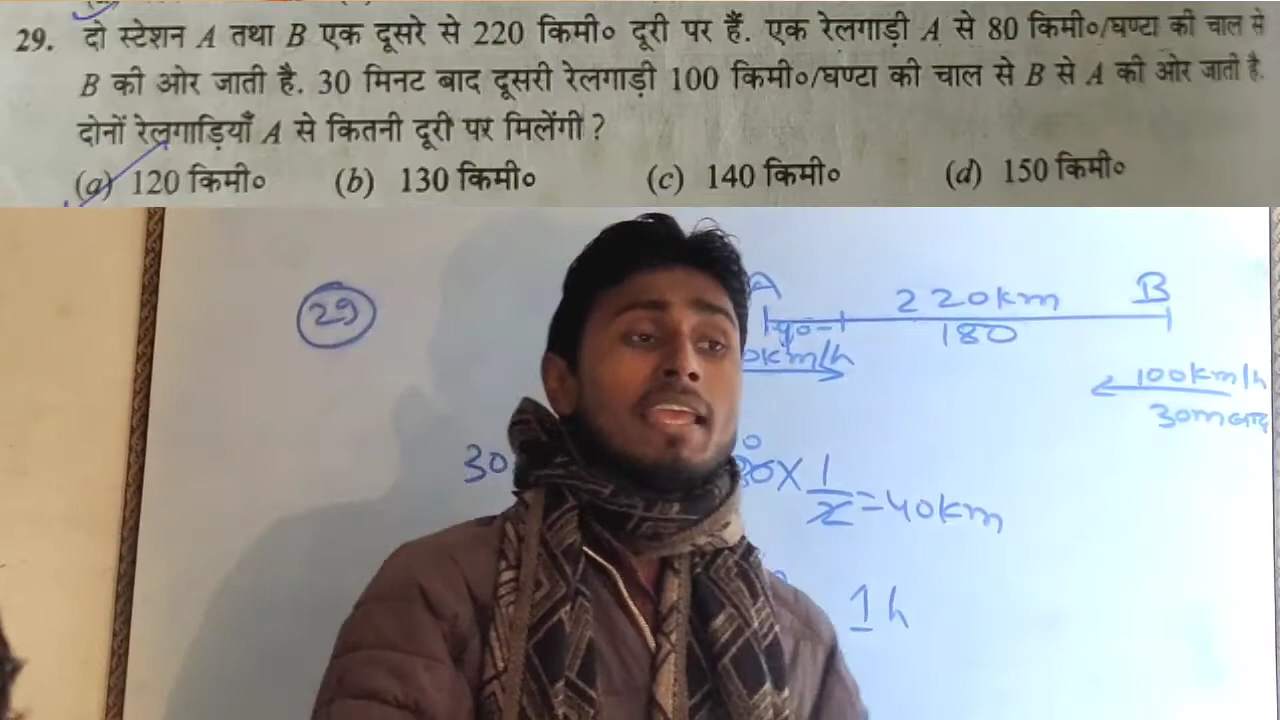 29. दो स्टेशन A तथा B एक दूसरे से 220 किमी० दूरी पर हैं. एक रेलगाड़ी A से 80 किमी०/घण्टा की चाल से
B की ओर जाती है. 30 मिनट बाद दूसरी रेलगाड़ी 100 किमी०/घण्टा की चाल से B से A की ओर जाती है.
दोनों रेलगाड़ियाँ A से कितनी दूरी पर मिलेंगी ?
(a) 120 किमी० (b) 130 किमी० (c) 140 किमी० (d) 150 किमी०
29
A 220km B
40 180
km/h
100km/h
30m बाद
30
× 1/2 = 40km
1h